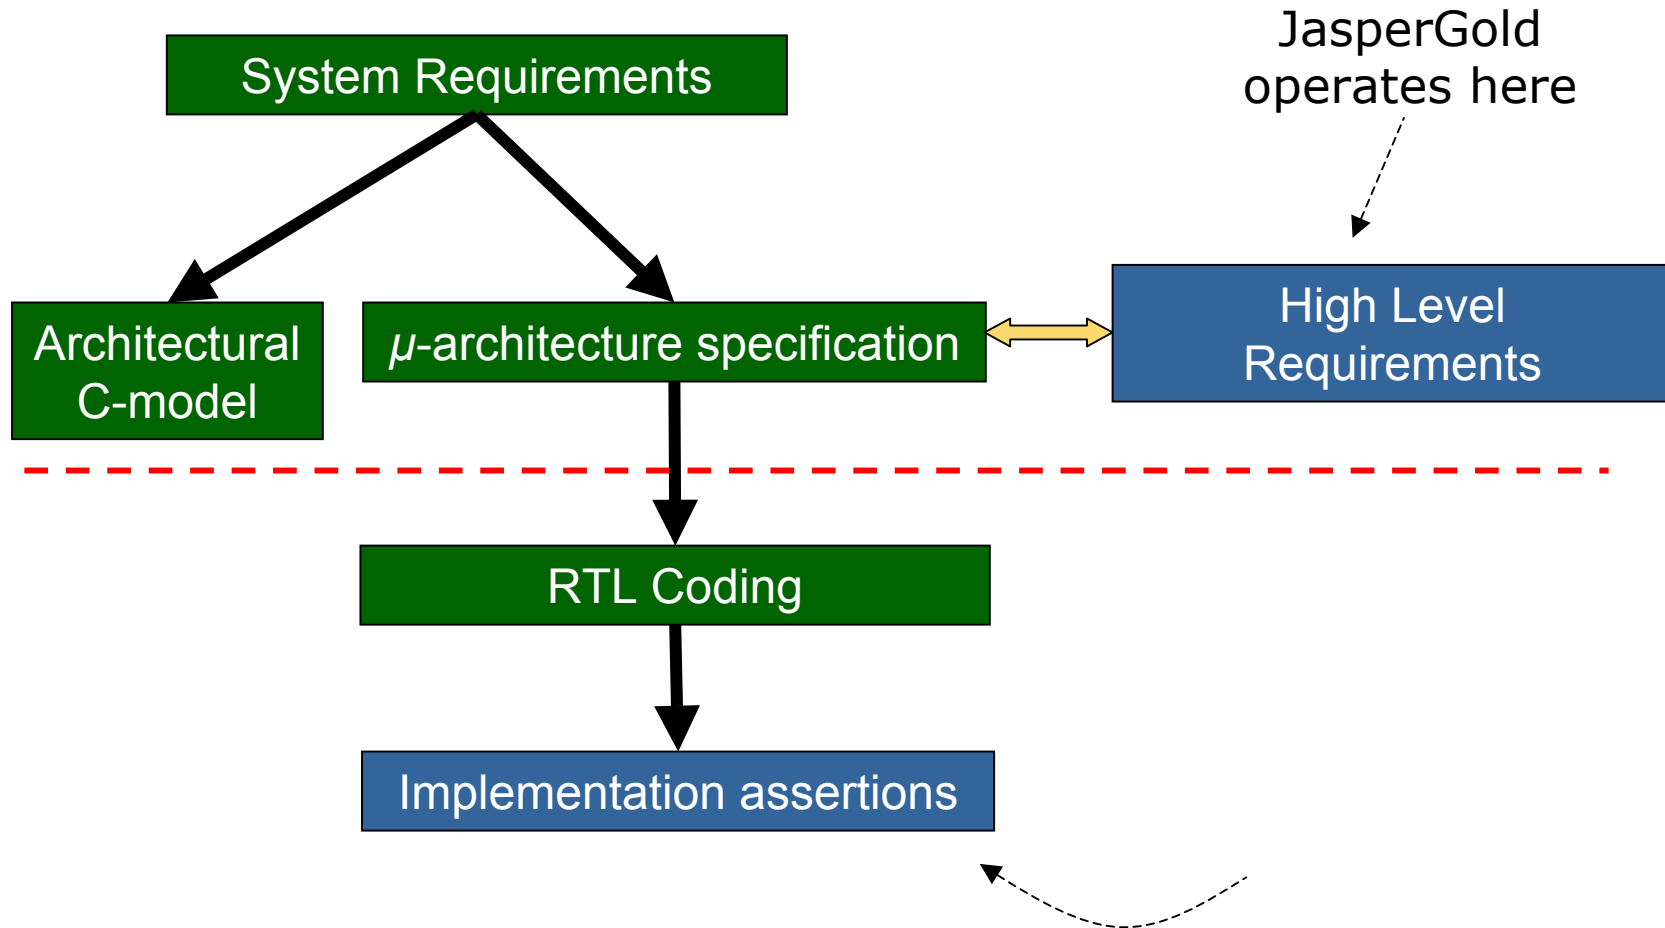 JasperGold
operates here
System Requirements
Architectural
C-model
μ-architecture specification
High Level
Requirements
RTL Coding
Implementation assertions